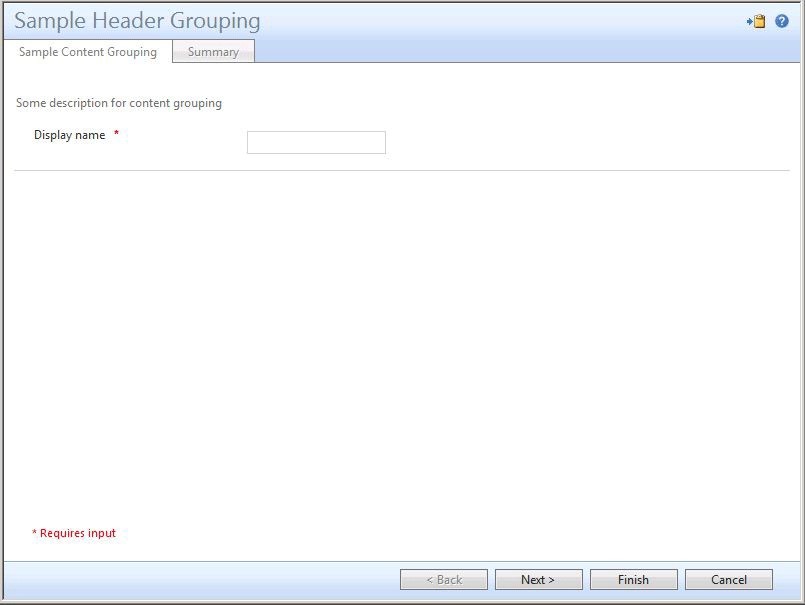 Sample Header Grouping
Sample Content Grouping
Summary
Some description for content grouping
Display name *
* Requires input
< Back
Next >
Finish
Cancel